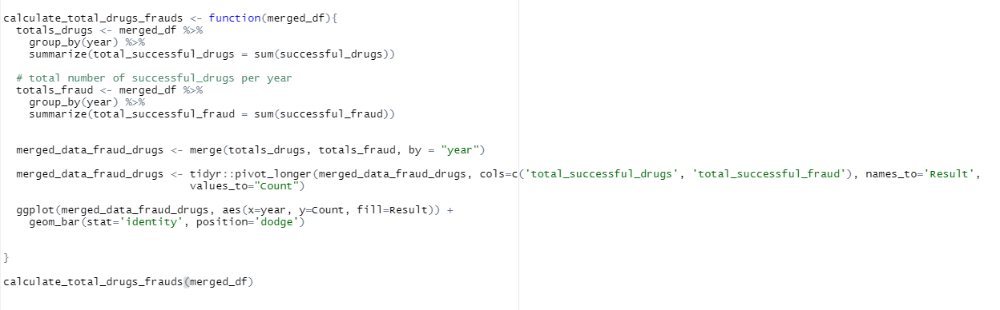 calculate_total_drugs_frauds <- function(merged_df){
  totals_drugs <- merged_df %>%
    group_by(year) %>%
    summarize(total_successful_drugs = sum(successful_drugs))
  # total number of successful_drugs per year
  totals_fraud <- merged_df %>%
    group_by(year) %>%
    summarize(total_successful_fraud = sum(successful_fraud))
  merged_data_fraud_drugs <- merge(totals_drugs, totals_fraud, by = "year")
  merged_data_fraud_drugs <- tidyr::pivot_longer(merged_data_fraud_drugs, cols=c('total_successful_drugs', 'total_successful_fraud'), names_to='Result',
                             values_to="Count")
  ggplot(merged_data_fraud_drugs, aes(x=year, y=Count, fill=Result)) +
    geom_bar(stat='identity', position='dodge')
}
calculate_total_drugs_frauds(merged_df)